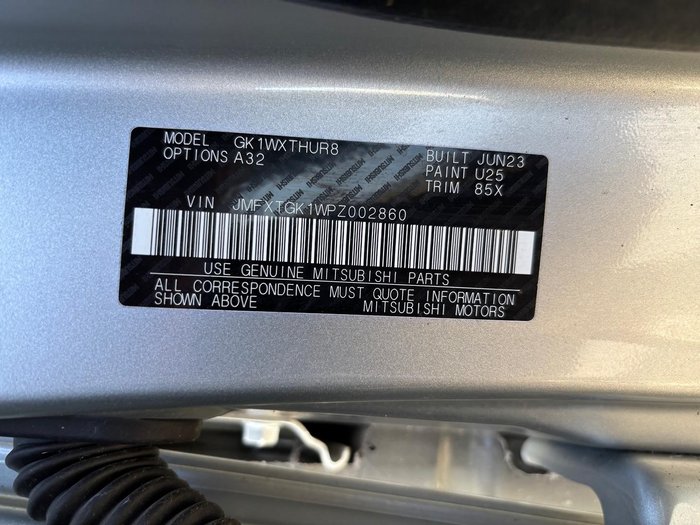 MODEL GK1WXTHUR8 BUILT JUN23
OPTIONS A32 PAINT U25
TRIM 85X
VIN JMFXTGK1WPZ002860
USE GENUINE MITSUBISHI PARTS
ALL CORRESPONDENCE MUST QUOTE INFORMATION
SHOWN ABOVE MITSUBISHI MOTORS